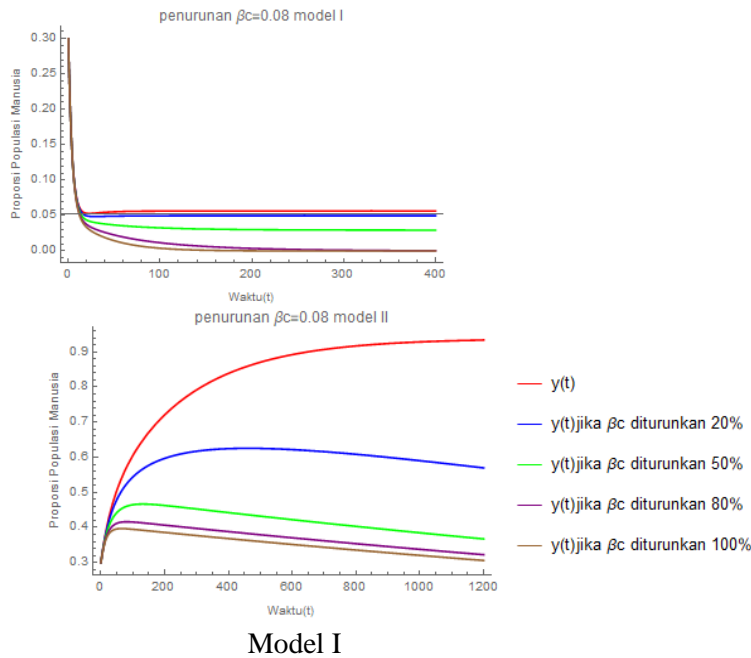 penurunan βc=0.08 model I
Proporsi Populasi Manusia
0.30
0.25
0.20
0.15
0.10
0.05
0.00
0 100 200 300 400
Waktu(t)
penurunan βc=0.08 model II
Proporsi Populasi Manusia
0.9
0.8
0.7
0.6
0.5
0.4
0.3
0 200 400 600 800 1000 1200
Waktu(t)
y(t)
y(t)jika βc diturunkan 20%
y(t)jika βc diturunkan 50%
y(t)jika βc diturunkan 80%
y(t)jika βc diturunkan 100%
Model I